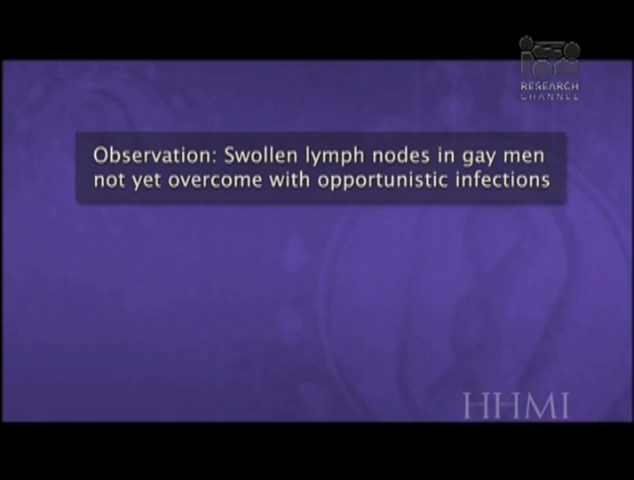 RESEARCH
CHANNEL
Observation: Swollen lymph nodes in gay men
not yet overcome with opportunistic infections
HHMI